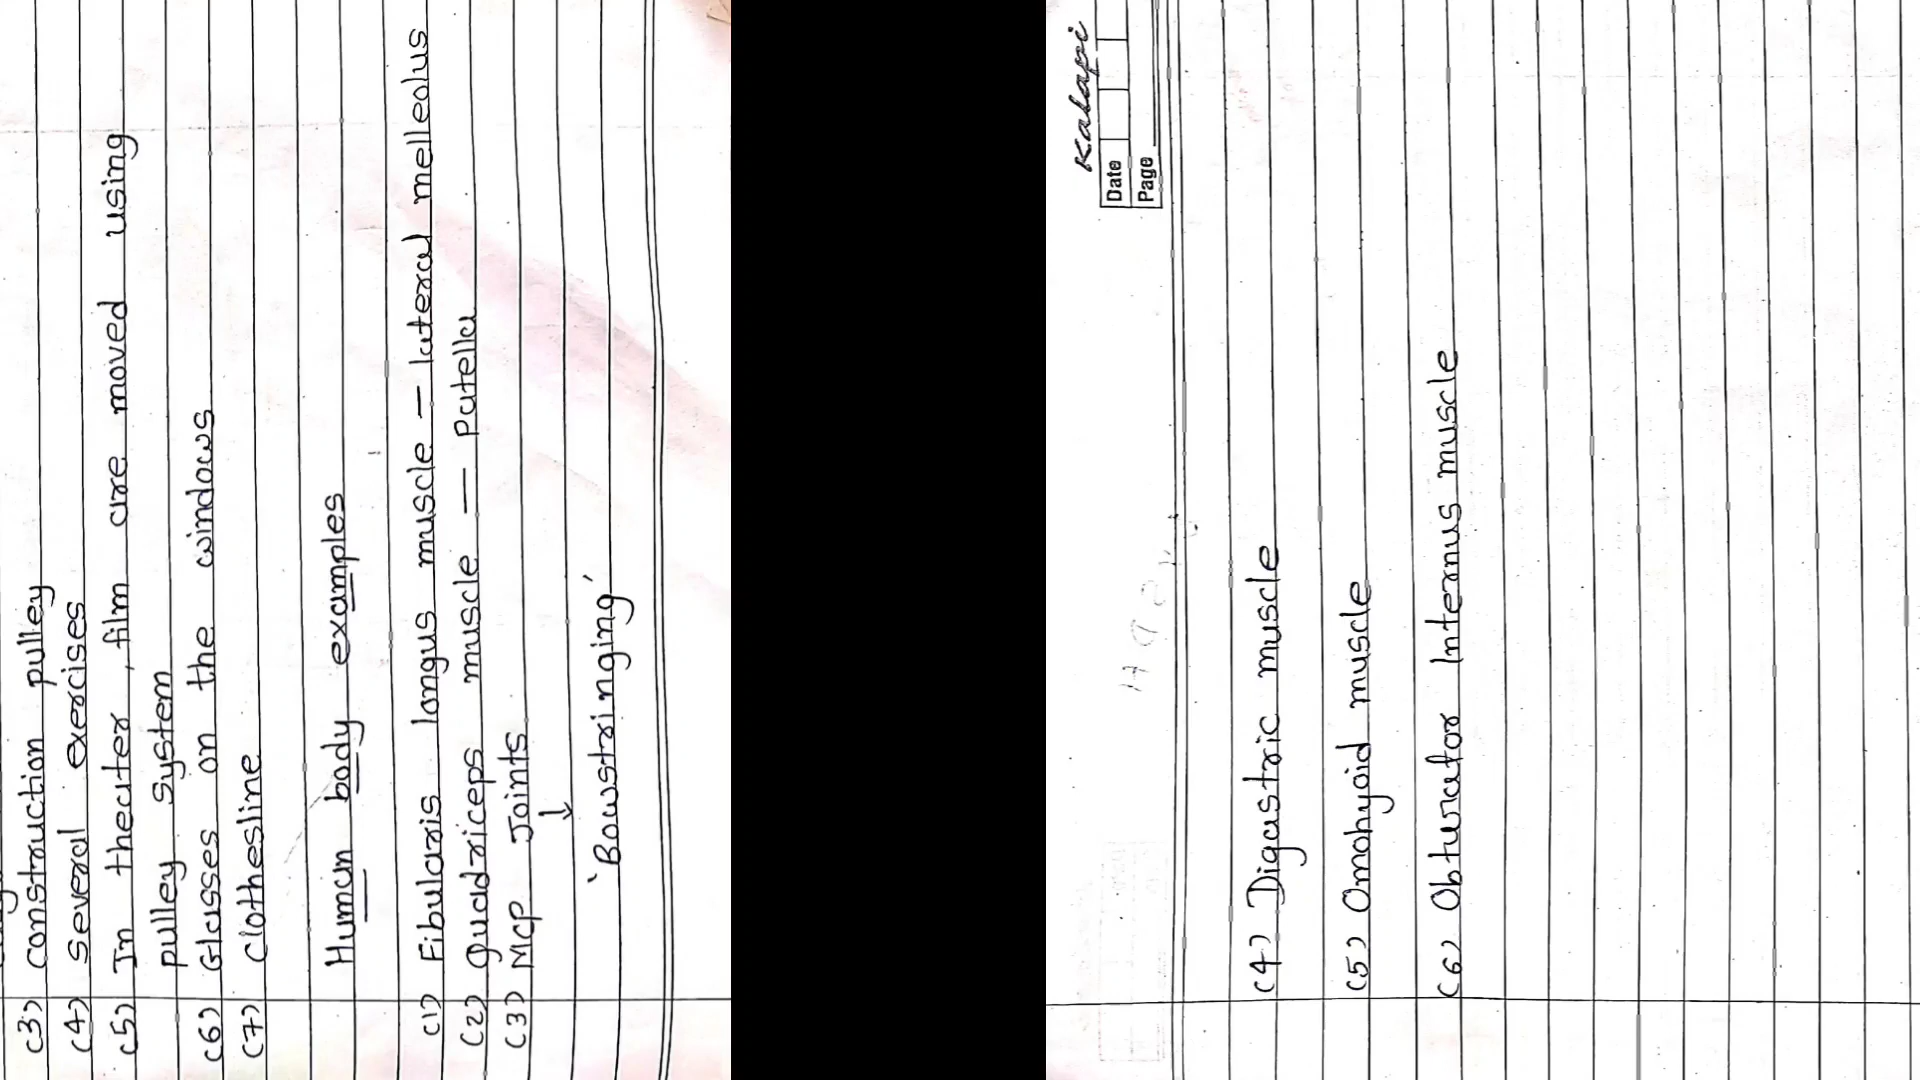 (3) construction pulley
(4) several exercises
(5) In theater, film are moved using
pulley system
(6) Glasses on the windows
(7) clothesline
Human body examples
(1) Fibularis longus muscle – lateral melleolus
(2) Quadriceps muscle – patella
(3) MCP Joints
↓
'Bowstringing'
Kalapi
Date
Page
(4) Digastric muscle
(5) Omohyoid muscle
(6) Obturator Internus muscle